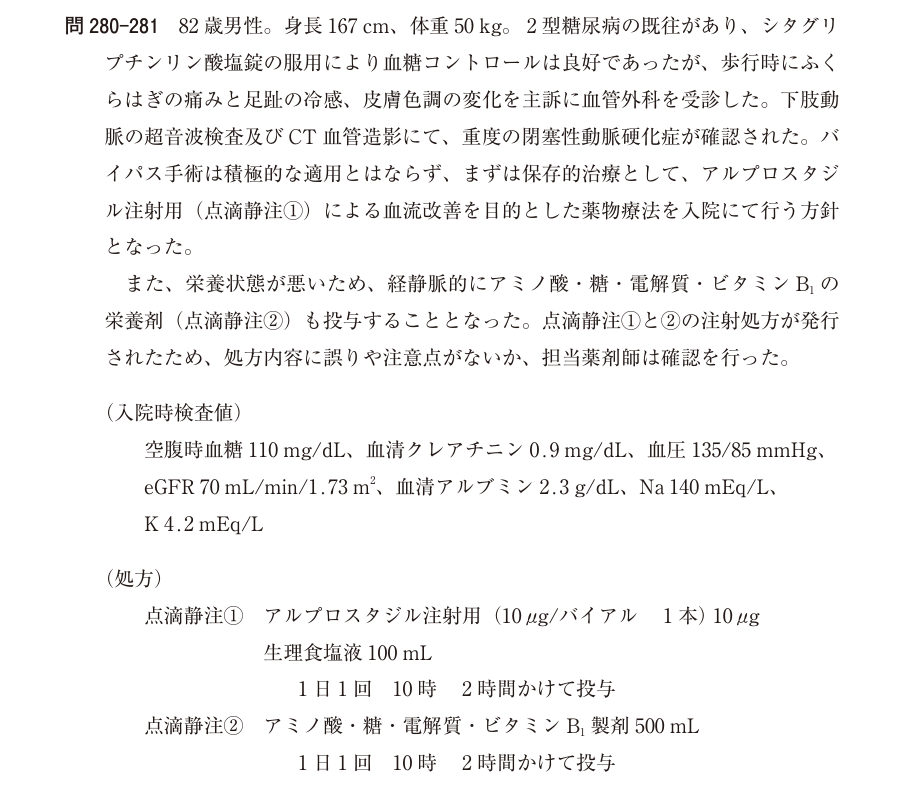 問 280-281 82 歳男性。身長 167 cm、体重 50 kg。2 型糖尿病の既往があり、シタグリ
プチンリン酸塩錠の服用により血糖コントロールは良好であったが、歩行時にふく
らはぎの痛みと足趾の冷感、皮膚色調の変化を主訴に血管外科を受診した。下肢動
脈の超音波検査及び CT 血管造影にて、重度の閉塞性動脈硬化症が確認された。バ
イパス手術は積極的な適用とはならず、まずは保存的治療として、アルプロスタジ
ル注射用（点滴静注①）による血流改善を目的とした薬物療法を入院にて行う方針
となった。
また、栄養状態が悪いため、経静脈的にアミノ酸・糖・電解質・ビタミン B₁ の
栄養剤（点滴静注②）も投与することとなった。点滴静注①と②の注射処方が発行
されたため、処方内容に誤りや注意点がないか、担当薬剤師は確認を行った。
（入院時検査値）
空腹時血糖 110 mg/dL、血清クレアチニン 0.9 mg/dL、血圧 135/85 mmHg、
eGFR 70 mL/min/1.73 m²、血清アルブミン 2.3 g/dL、Na 140 mEq/L、
K 4.2 mEq/L
（処方）
点滴静注① アルプロスタジル注射用（10 μg/バイアル 1 本）10 μg
生理食塩液 100 mL
1 日 1 回 10 時 2 時間かけて投与
点滴静注② アミノ酸・糖・電解質・ビタミン B₁ 製剤 500 mL
1 日 1 回 10 時 2 時間かけて投与